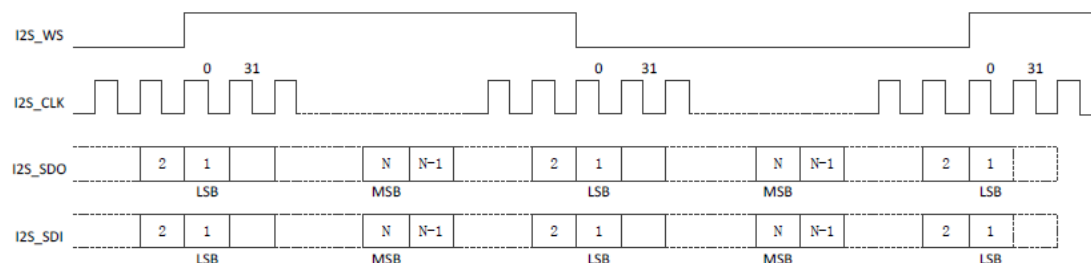 I2S_WS
0 31 0 31 0 31
I2S_CLK
I2S_SDO 2 1 N N-1 2 1 N N-1 2 1
LSB MSB LSB MSB LSB
I2S_SDI 2 1 N N-1 2 1 N N-1 2 1
LSB MSB LSB MSB LSB